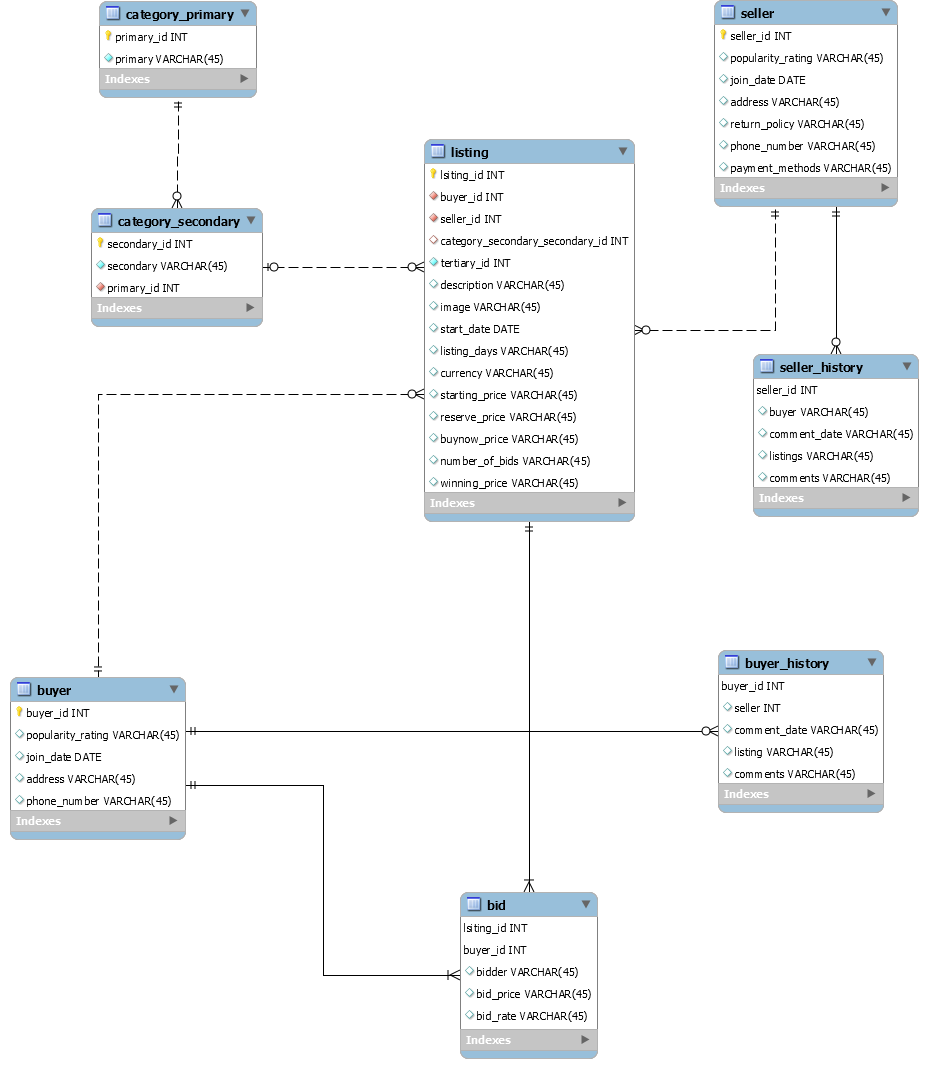 category_primary
primary_id INT
primary VARCHAR(45)
Indexes
seller
seller_id INT
popularity_rating VARCHAR(45)
join_date DATE
address VARCHAR(45)
return_policy VARCHAR(45)
phone_number VARCHAR(45)
payment_methods VARCHAR(45)
Indexes
listing
lsiting_id INT
buyer_id INT
seller_id INT
category_secondary_secondary_id INT
tertiary_id INT
description VARCHAR(45)
image VARCHAR(45)
start_date DATE
listing_days VARCHAR(45)
currency VARCHAR(45)
starting_price VARCHAR(45)
reserve_price VARCHAR(45)
buynow_price VARCHAR(45)
number_of_bids VARCHAR(45)
winning_price VARCHAR(45)
Indexes
category_secondary
secondary_id INT
secondary VARCHAR(45)
primary_id INT
Indexes
seller_history
seller_id INT
buyer VARCHAR(45)
comment_date VARCHAR(45)
listings VARCHAR(45)
comments VARCHAR(45)
Indexes
buyer
buyer_id INT
popularity_rating VARCHAR(45)
join_date DATE
address VARCHAR(45)
phone_number VARCHAR(45)
Indexes
buyer_history
buyer_id INT
seller INT
comment_date VARCHAR(45)
listing VARCHAR(45)
comments VARCHAR(45)
Indexes
bid
lsiting_id INT
buyer_id INT
bidder VARCHAR(45)
bid_price VARCHAR(45)
bid_rate VARCHAR(45)
Indexes